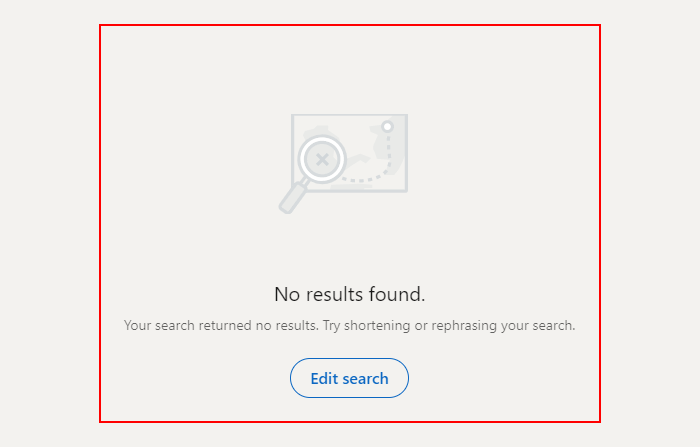 No results found.
Your search returned no results. Try shortening or rephrasing your search.
Edit search